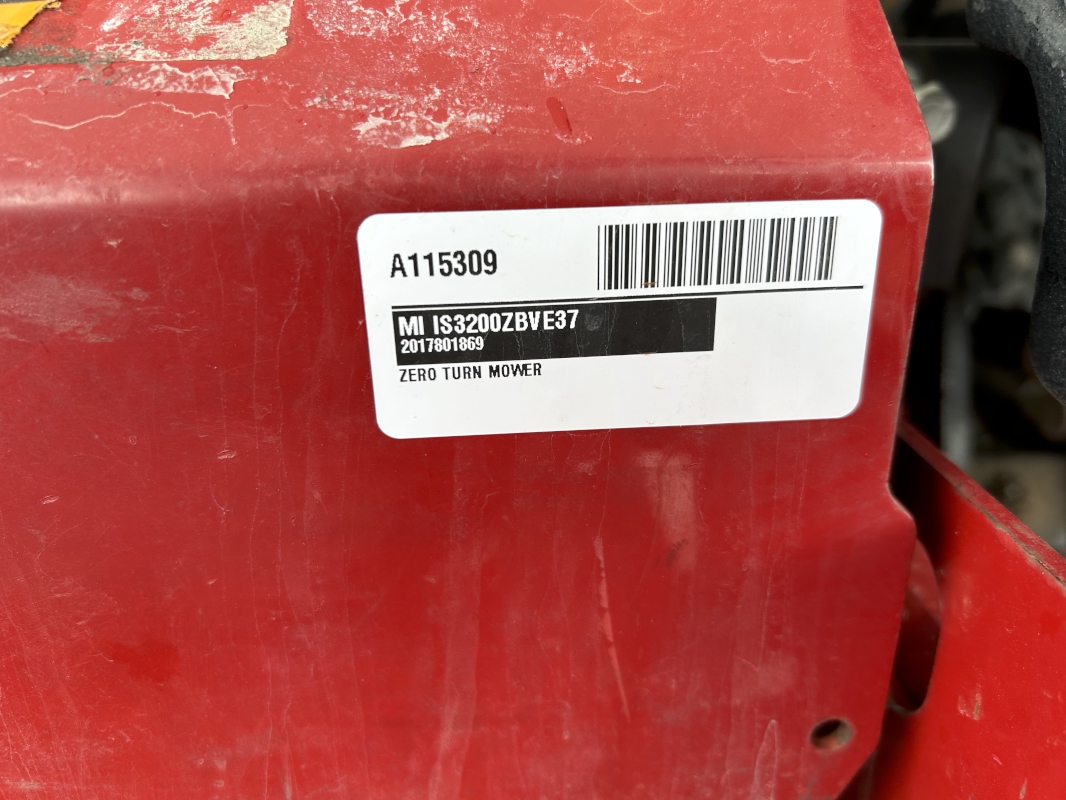 A115309
MI IS3200ZBVE37
2017801869
ZERO TURN MOWER